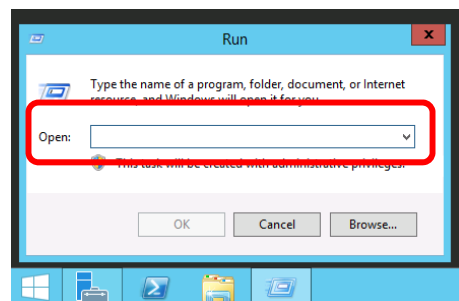 Run
x
Type the name of a program, folder, document, or Internet
resource, and Windows will open it for you.
Open:
This task will be created with administrative privileges.
OK
Cancel
Browse...